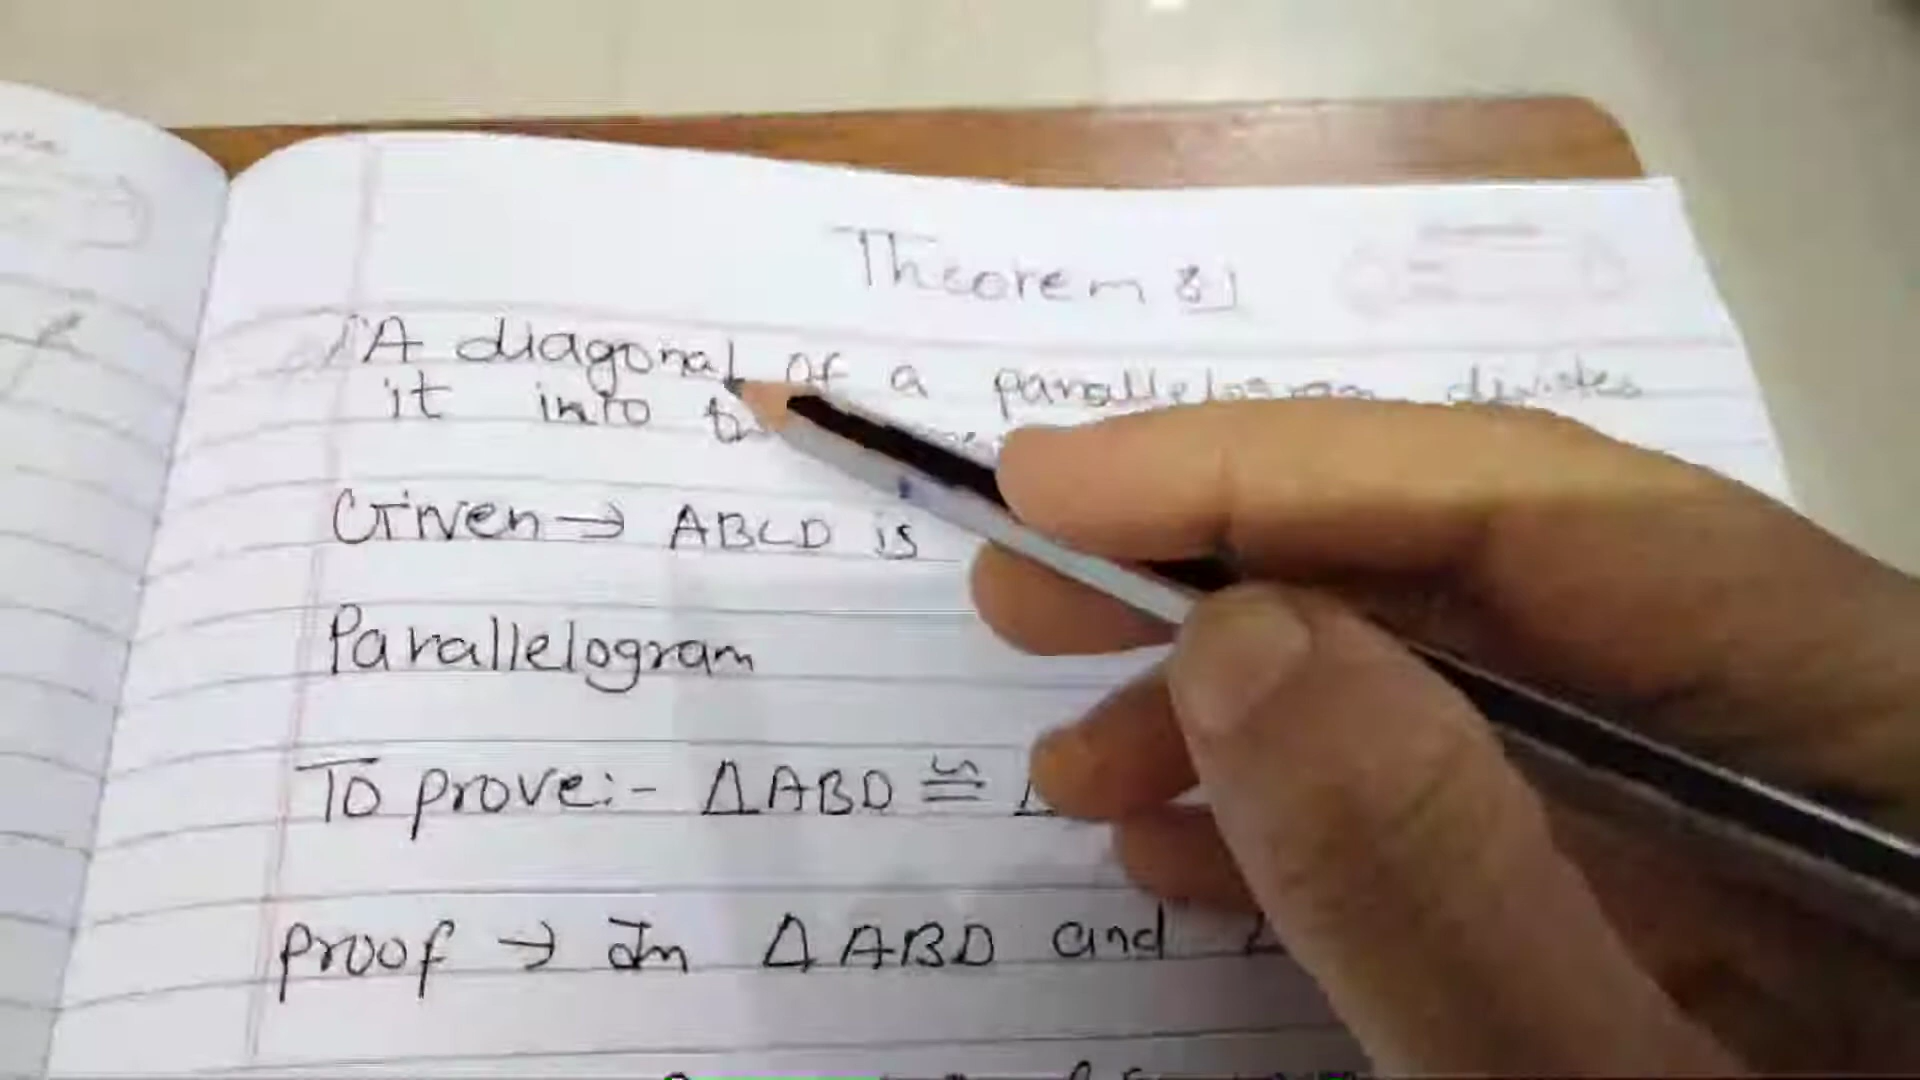 Theorem 8.1
"A diagonal of a parallelogram divides
it into
Given → ABCD is
Parallelogram
To prove:- ΔABD ≅ Δ
Proof → In ΔABD and